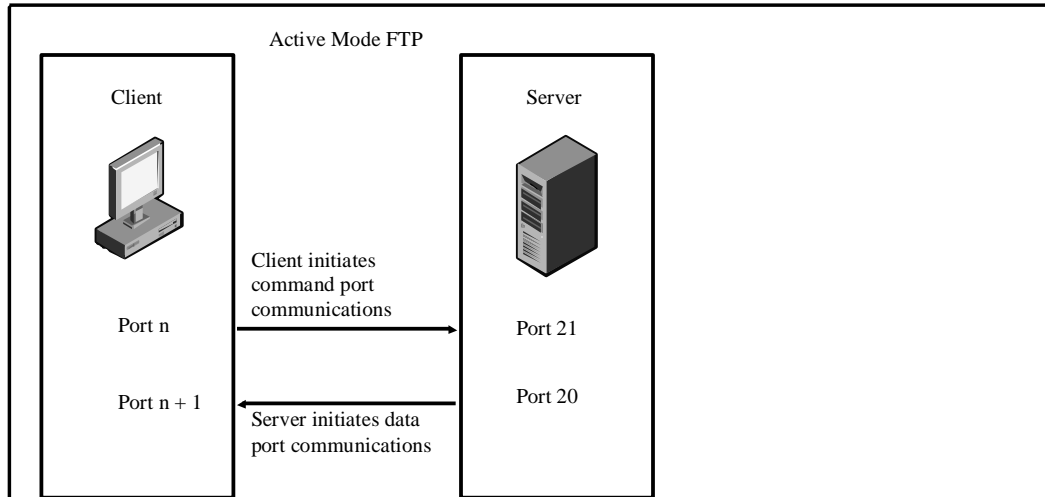 Active Mode FTP
Client
Server
Client initiates
command port
communications
Port n
Port 21
Port n + 1
Port 20
Server initiates data
port communications